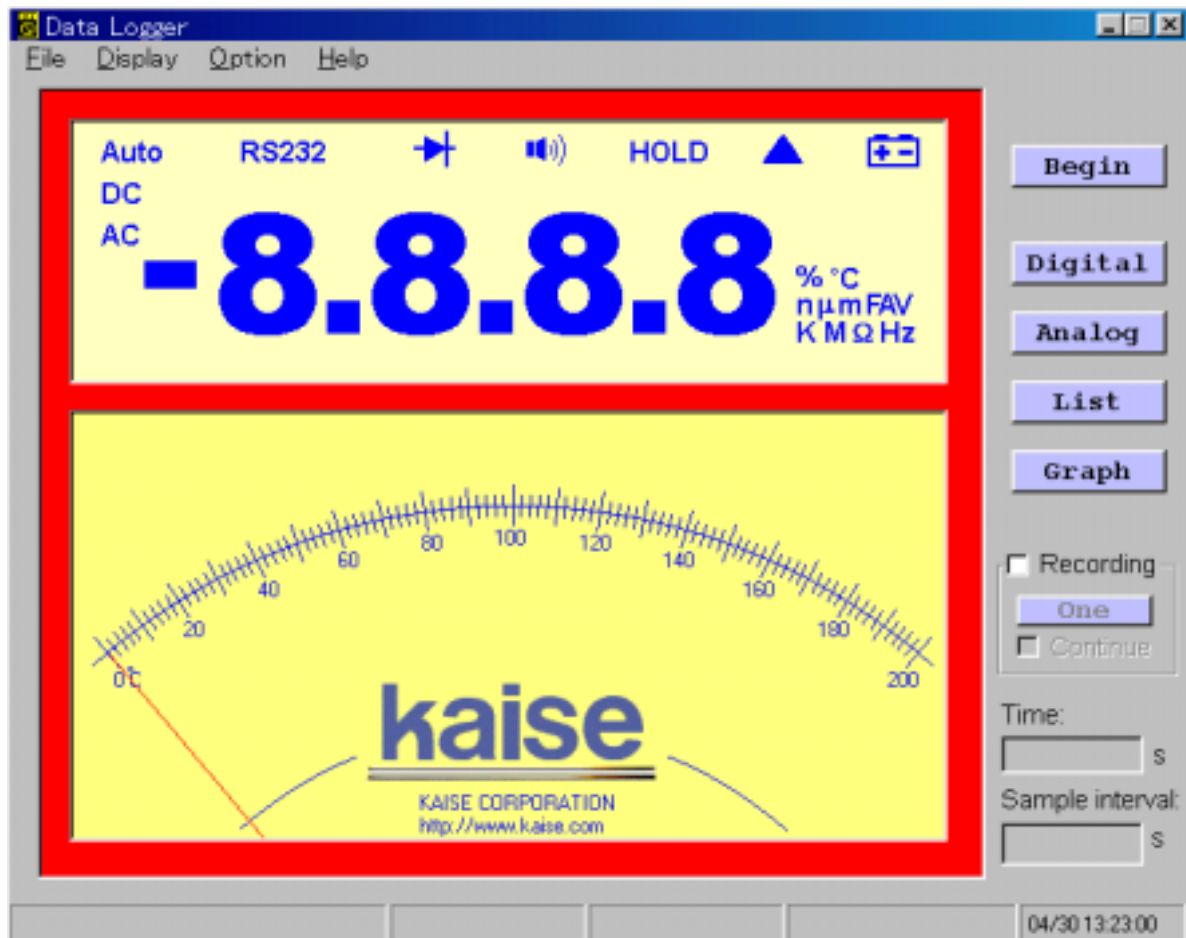 Data Logger
File Display Option Help
Auto RS232 HOLD
DC
AC
-8.8.8.8
% °C
nμmFAV
KMΩHz
Begin
Digital
Analog
List
Graph
0℃ 20 40 60 80 100 120 140 160 180 200
kaise
KAISE CORPORATION
http://www.kaise.com
Recording
One
Continue
Time:
s
Sample interval:
s
04/30 13:23:00